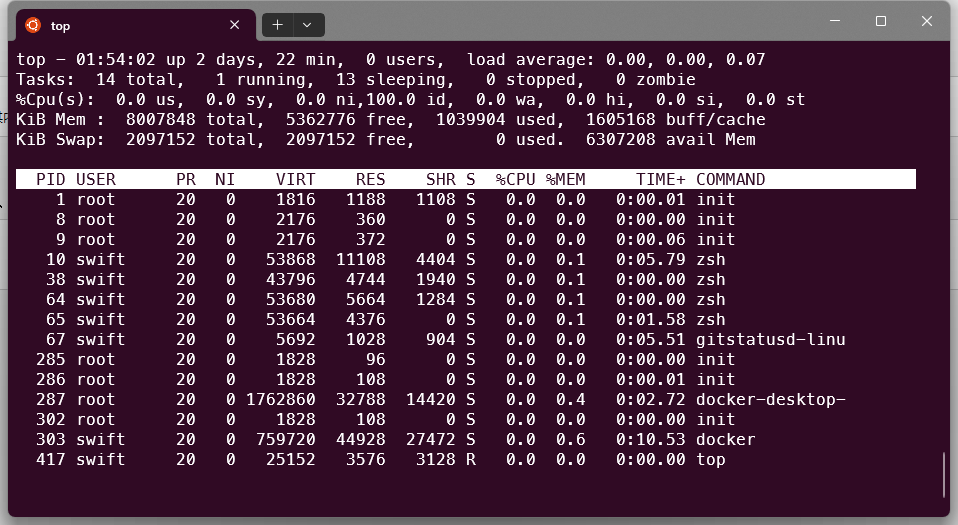 top
top - 01:54:02 up 2 days, 22 min,  0 users,  load average: 0.00, 0.00, 0.07
Tasks:  14 total,   1 running,  13 sleeping,   0 stopped,   0 zombie
%Cpu(s):  0.0 us,  0.0 sy,  0.0 ni,100.0 id,  0.0 wa,  0.0 hi,  0.0 si,  0.0 st
KiB Mem :  8007848 total,  5362776 free,  1039904 used,  1605168 buff/cache
KiB Swap:  2097152 total,  2097152 free,        0 used.  6307208 avail Mem
  PID USER      PR  NI    VIRT    RES    SHR S  %CPU %MEM     TIME+ COMMAND
    1 root      20   0    1816   1188   1108 S   0.0  0.0   0:00.01 init
    8 root      20   0    2176    360      0 S   0.0  0.0   0:00.00 init
    9 root      20   0    2176    372      0 S   0.0  0.0   0:00.06 init
   10 swift     20   0   53868  11108   4404 S   0.0  0.1   0:05.79 zsh
   38 swift     20   0   43796   4744   1940 S   0.0  0.1   0:00.00 zsh
   64 swift     20   0   53680   5664   1284 S   0.0  0.1   0:00.00 zsh
   65 swift     20   0   53664   4376      0 S   0.0  0.1   0:01.58 zsh
   67 swift     20   0    5692   1028    904 S   0.0  0.0   0:05.51 gitstatusd-linu
  285 root      20   0    1828     96      0 S   0.0  0.0   0:00.00 init
  286 root      20   0    1828    108      0 S   0.0  0.0   0:00.01 init
  287 root      20   0 1762860  32788  14420 S   0.0  0.4   0:02.72 docker-desktop-
  302 root      20   0    1828    108      0 S   0.0  0.0   0:00.00 init
  303 swift     20   0  759720  44928  27472 S   0.0  0.6   0:10.53 docker
  417 swift     20   0   25152   3576   3128 R   0.0  0.0   0:00.00 top